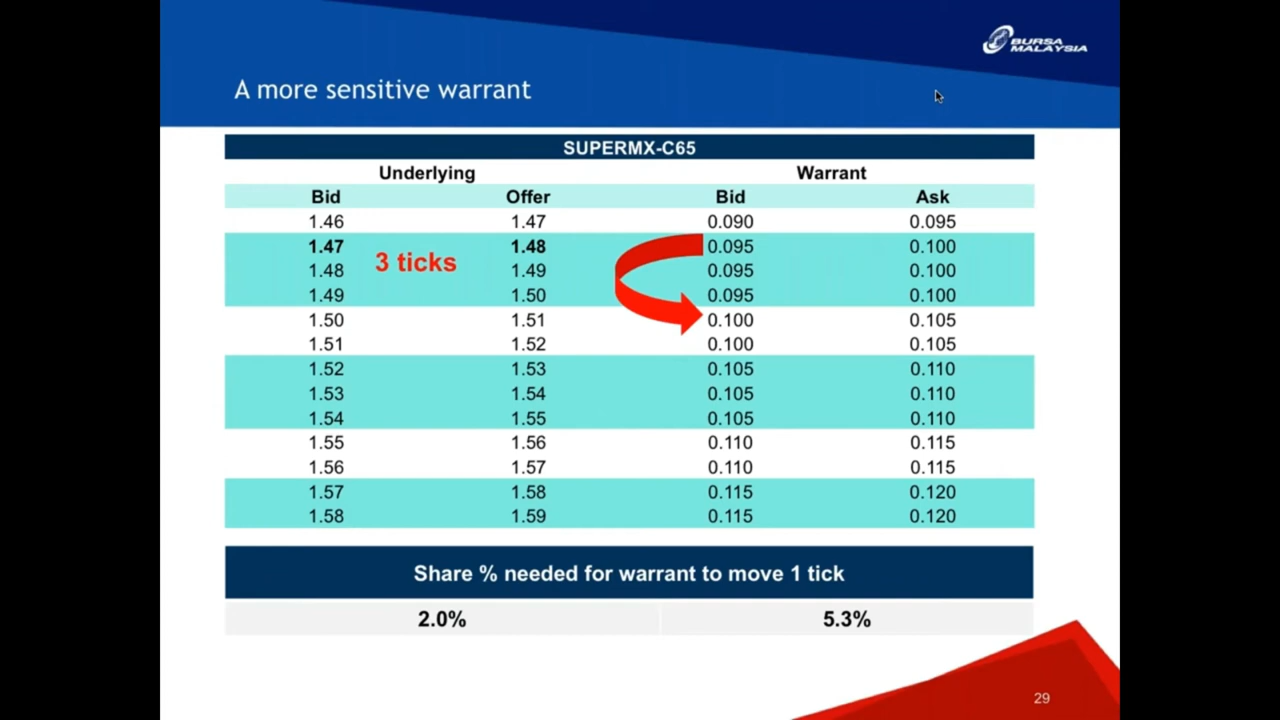 BURSA
MALAYSIA
A more sensitive warrant
SUPERMX-C65
Underlying Warrant
Bid Offer Bid Ask
1.46 1.47 0.090 0.095
1.47 3 ticks 1.48 0.095 0.100
1.48 1.49 0.095 0.100
1.49 1.50 0.095 0.100
1.50 1.51 0.100 0.105
1.51 1.52 0.100 0.105
1.52 1.53 0.105 0.110
1.53 1.54 0.105 0.110
1.54 1.55 0.105 0.110
1.55 1.56 0.110 0.115
1.56 1.57 0.110 0.115
1.57 1.58 0.115 0.120
1.58 1.59 0.115 0.120
Share % needed for warrant to move 1 tick
2.0% 5.3%
29